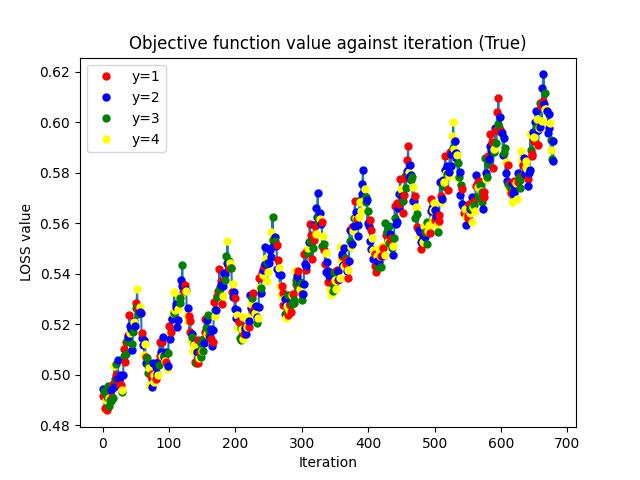 Objective function value against iteration (True)
y=1
y=2
y=3
y=4
LOSS value
0.62
0.60
0.58
0.56
0.54
0.52
0.50
0.48
0 100 200 300 400 500 600 700
Iteration